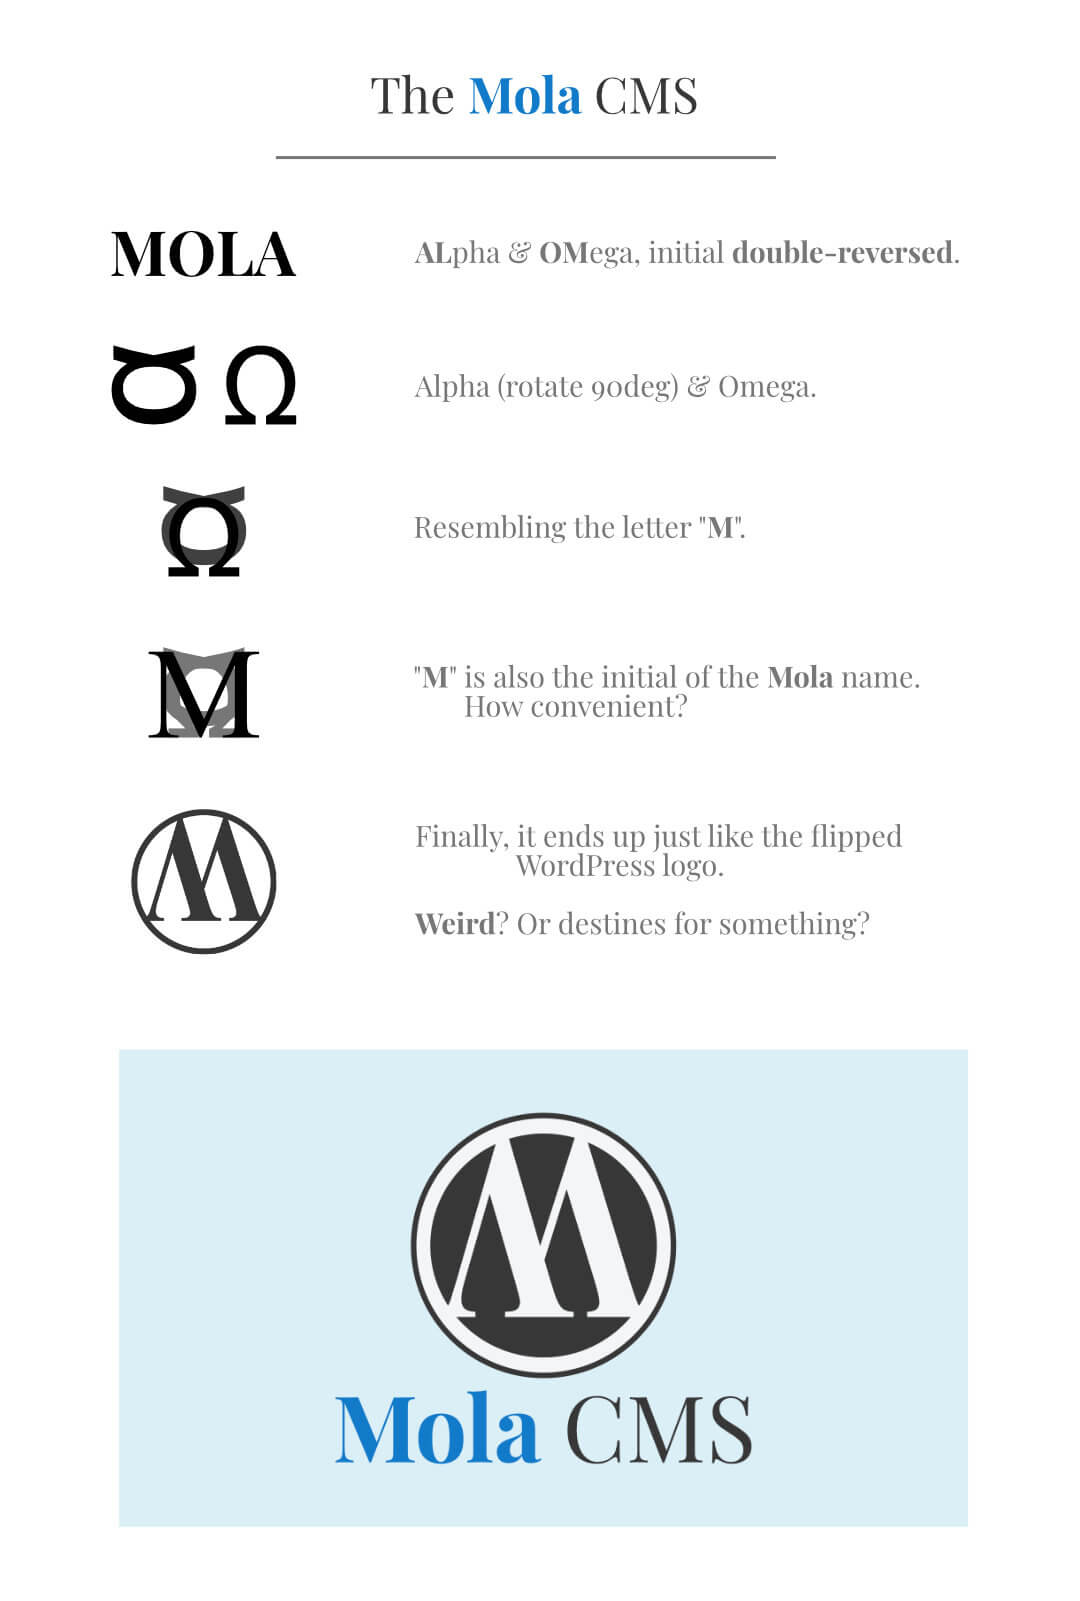 The Mola CMS
MOLA
ALpha & OMega, initial double-reversed.
Ծ Ω
Alpha (rotate 90deg) & Omega.
Ω
Resembling the letter "M".
M
"M" is also the initial of the Mola name.
How convenient?
M
Finally, it ends up just like the flipped
WordPress logo.
Weird? Or destines for something?
M
Mola CMS